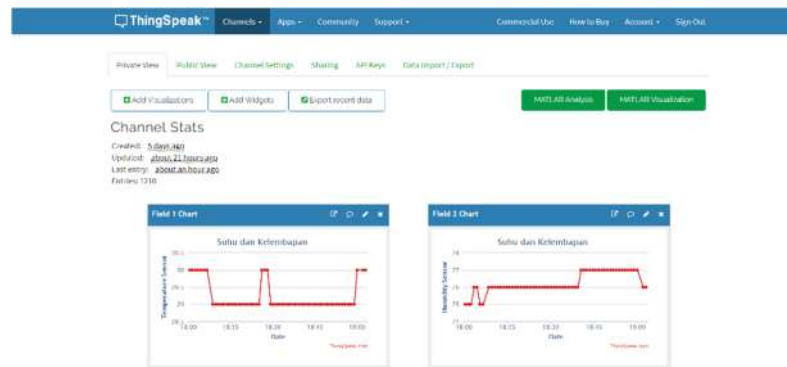 ThingSpeak™ Channels Apps Community Support Commercial Use How to Buy Account Sign Out
Private View Public View Channel Settings Sharing API Keys Data Import / Export
Add Visualizations Add Widgets Export recent data MATLAB Analysis MATLAB Visualization
Channel Stats
Created: 5 days ago
Updated: about 21 hours ago
Last entry: about an hour ago
Entries:
Field 1 Chart
Suhu dan Kelembapan
Temperature Sensor
30
29
18:00 18:15 18:30 18:45 19:00
Date
ThingSpeak.com
Field 2 Chart
Suhu dan Kelembapan
Humidity Sensor
78
77
76
75
18:00 18:15 18:30 18:45 19:00
Date
ThingSpeak.com